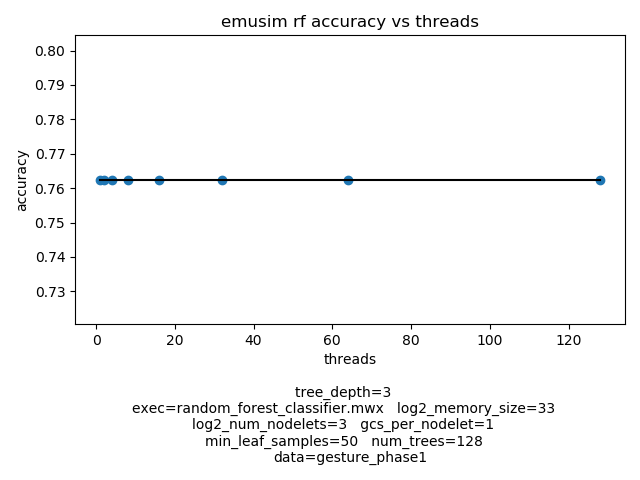 emusim rf accuracy vs threads
0.80
0.79
0.78
0.77
0.76
0.75
0.74
0.73
accuracy
0 20 40 60 80 100 120
threads
tree_depth=3
exec=random_forest_classifier.mwx log2_memory_size=33
log2_num_nodelets=3 gcs_per_nodelet=1
min_leaf_samples=50 num_trees=128
data=gesture_phase1